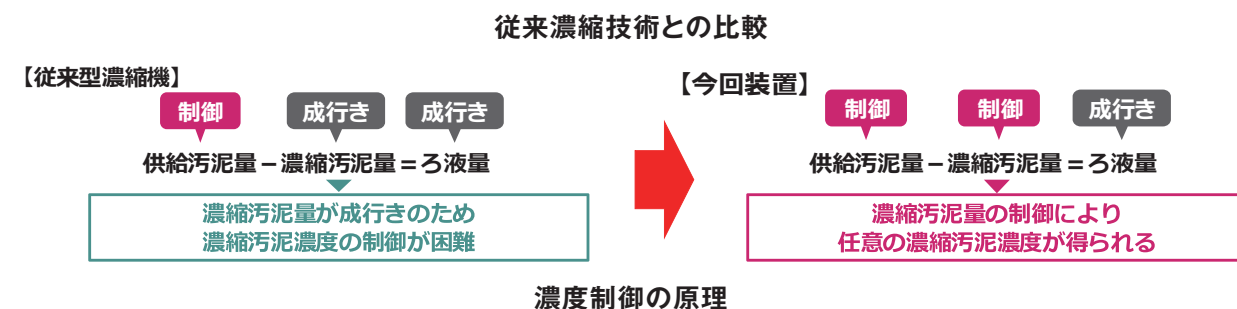 従来濃縮技術との比較
【従来型濃縮機】
制御 成行き 成行き
供給汚泥量－濃縮汚泥量＝ろ液量
濃縮汚泥量が成行きのため
濃縮汚泥濃度の制御が困難
【今回装置】
制御 制御 成行き
供給汚泥量－濃縮汚泥量＝ろ液量
濃縮汚泥量の制御により
任意の濃縮汚泥濃度が得られる
濃度制御の原理